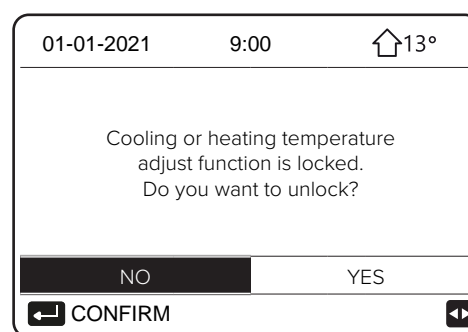 01-01-2021 9:00 13°
Cooling or heating temperature
adjust function is locked.
Do you want to unlock?
NO YES
CONFIRM